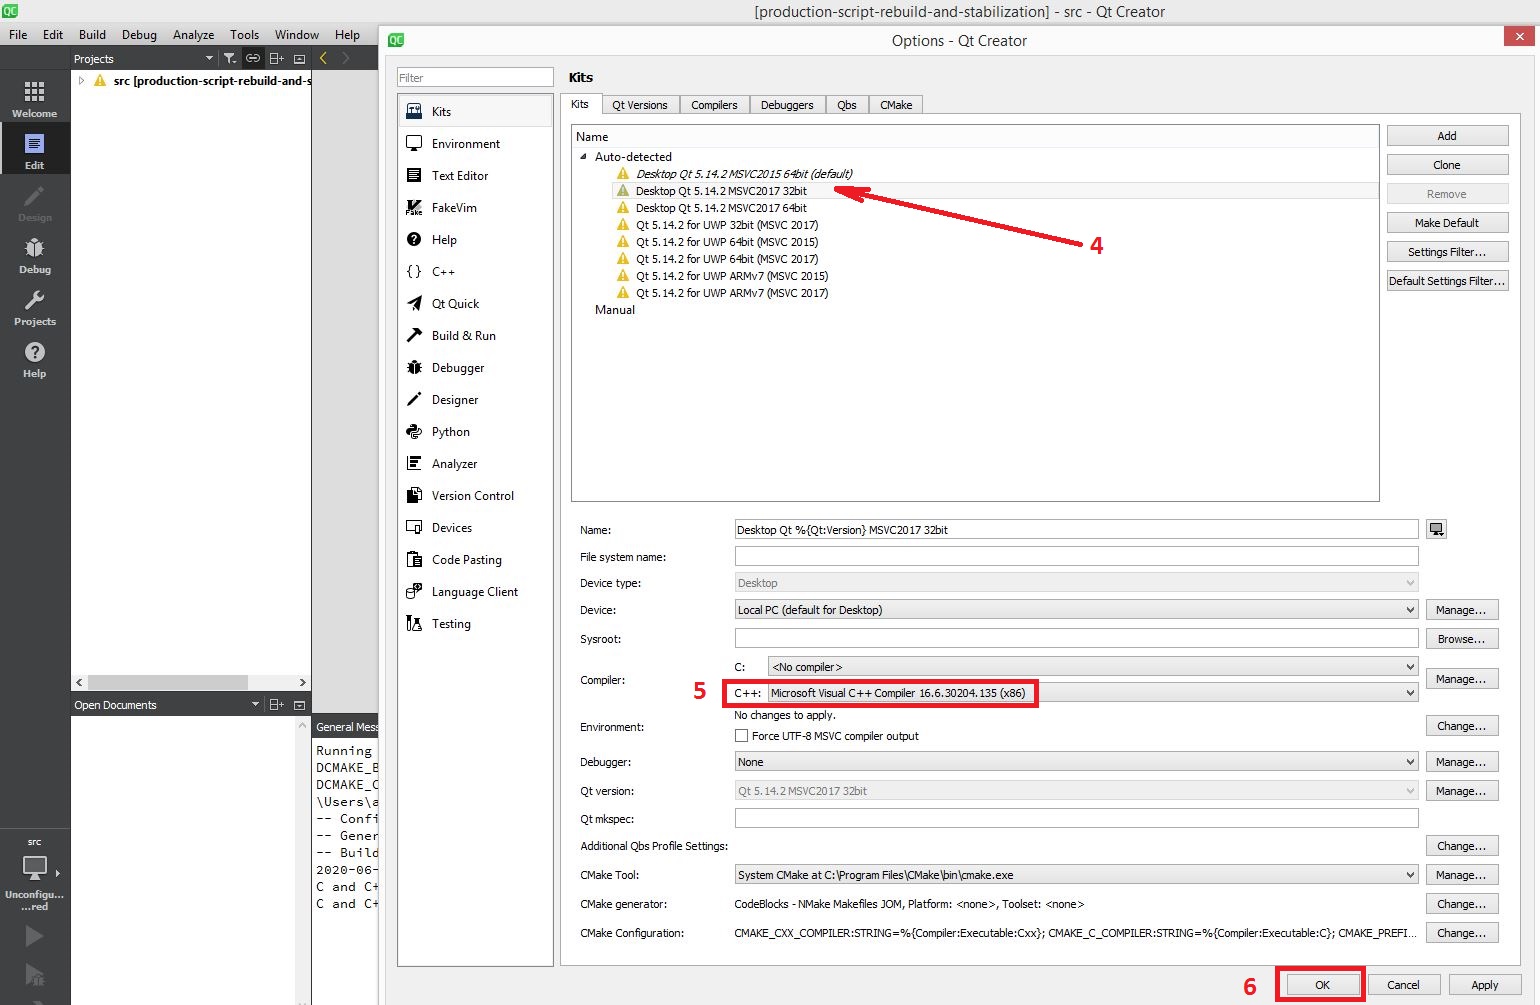 QC
[production-script-rebuild-and-stabilization] - src - Qt Creator
File Edit Build Debug Analyze Tools Window Help
QC
Options - Qt Creator
Projects
src [production-script-rebuild-and-s
Welcome
Edit
Design
Debug
Projects
Help
Open Documents
src
Unconfigu...
...red
General Mess
Running
DCMAKE_B
DCMAKE_C
\Users\a
-- Confi
-- Gener
-- Build
2020-06-
C and C+
C and C+
Filter
Kits
Environment
Text Editor
FakeVim
Help
{} C++
Qt Quick
Build & Run
Debugger
Designer
Python
Analyzer
Version Control
Devices
Code Pasting
Language Client
Testing
Kits
Kits Qt Versions Compilers Debuggers Qbs CMake
Name
Auto-detected
Desktop Qt 5.14.2 MSVC2015 64bit (default)
Desktop Qt 5.14.2 MSVC2017 32bit
Desktop Qt 5.14.2 MSVC2017 64bit
Qt 5.14.2 for UWP 32bit (MSVC 2017)
Qt 5.14.2 for UWP 64bit (MSVC 2015)
Qt 5.14.2 for UWP 64bit (MSVC 2017)
Qt 5.14.2 for UWP ARMv7 (MSVC 2015)
Qt 5.14.2 for UWP ARMv7 (MSVC 2017)
Manual
4
Add
Clone
Remove
Make Default
Settings Filter...
Default Settings Filter...
Name: Desktop Qt %{Qt:Version} MSVC2017 32bit
File system name:
Device type: Desktop
Device: Local PC (default for Desktop) Manage...
Sysroot: Browse...
Compiler: C: <No compiler> Manage...
5 C++: Microsoft Visual C++ Compiler 16.6.30204.135 (x86)
Environment: No changes to apply. Change...
Force UTF-8 MSVC compiler output
Debugger: None Manage...
Qt version: Qt 5.14.2 MSVC2017 32bit Manage...
Qt mkspec:
Additional Qbs Profile Settings: Change...
CMake Tool: System CMake at C:\Program Files\CMake\bin\cmake.exe Manage...
CMake generator: CodeBlocks - NMake Makefiles JOM, Platform: <none>, Toolset: <none> Change...
CMake Configuration: CMAKE_CXX_COMPILER:STRING=%{Compiler:Executable:Cxx}; CMAKE_C_COMPILER:STRING=%{Compiler:Executable:C}; CMAKE_PREFI... Change...
6 OK Cancel Apply